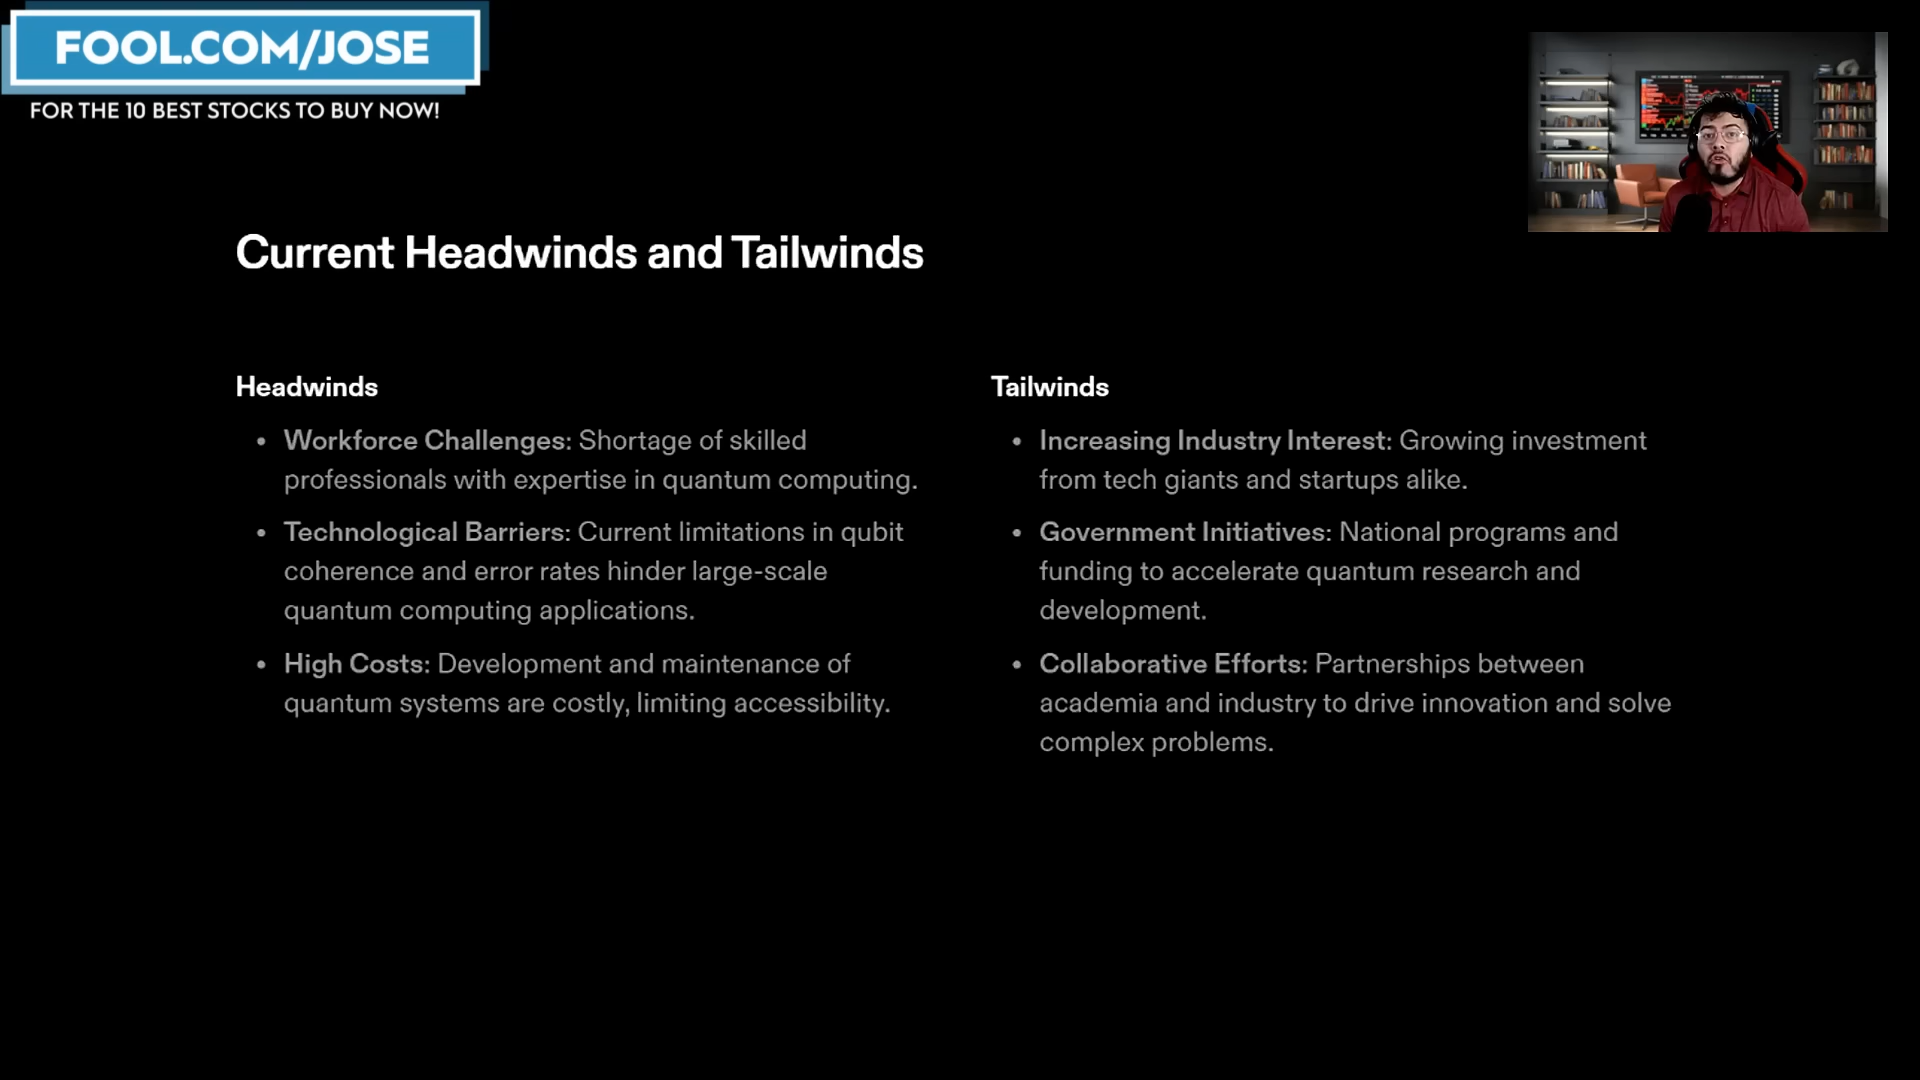 FOOL.COM/JOSE
FOR THE 10 BEST STOCKS TO BUY NOW!
Current Headwinds and Tailwinds
Headwinds
• Workforce Challenges: Shortage of skilled
professionals with expertise in quantum computing.
• Technological Barriers: Current limitations in qubit
coherence and error rates hinder large-scale
quantum computing applications.
• High Costs: Development and maintenance of
quantum systems are costly, limiting accessibility.
Tailwinds
• Increasing Industry Interest: Growing investment
from tech giants and startups alike.
• Government Initiatives: National programs and
funding to accelerate quantum research and
development.
• Collaborative Efforts: Partnerships between
academia and industry to drive innovation and solve
complex problems.